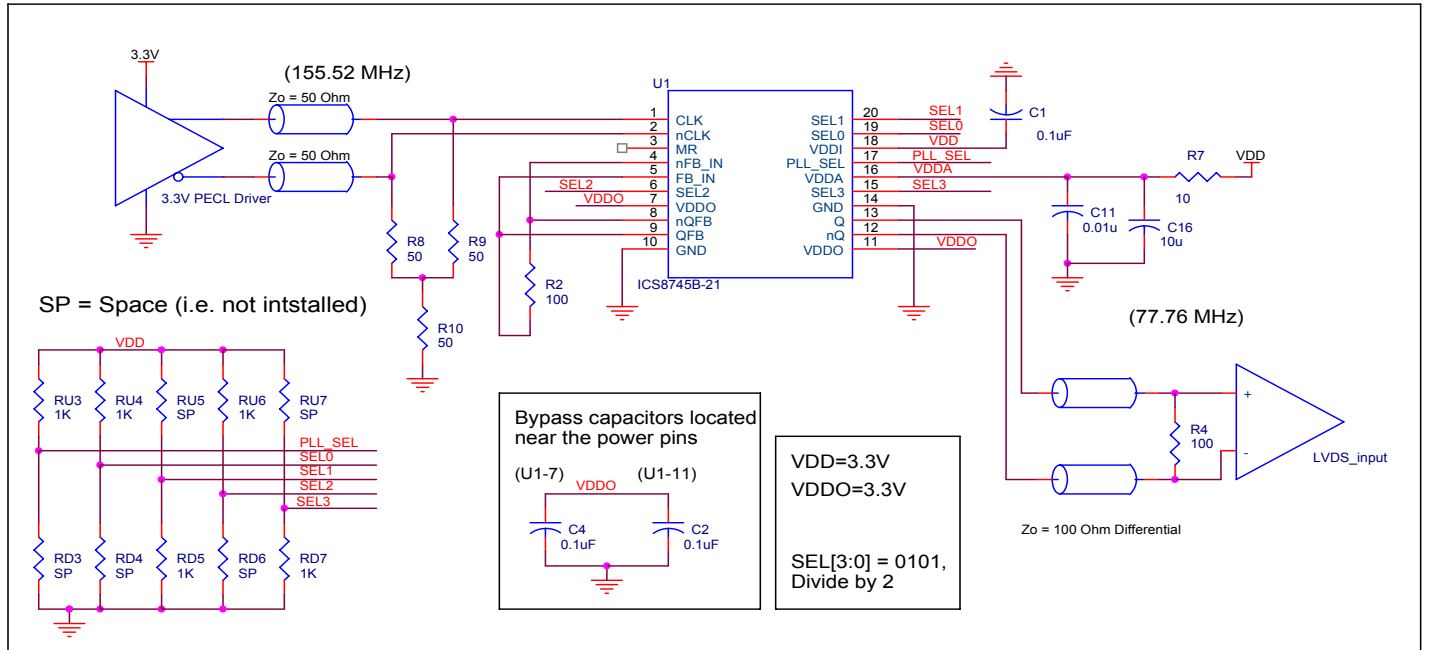 3.3V
(155.52 MHz)
Zo = 50 Ohm
Zo = 50 Ohm
3.3V PECL Driver
R8
50
R9
50
R10
50
U1
1 CLK
2 nCLK
3 MR
4 nFB_IN
5 FB_IN
SEL2 6 SEL2
VDDO 7 VDDO
8 nQFB
9 QFB
10 GND
SEL1 20 SEL1
SEL0 19 SEL0
VDDI 18 VDD
PLL_SEL 17 PLL_SEL
VDDA 16 VDDA
SEL3 15 SEL3
GND 14
Q 13
nQ 12
VDDO 11 VDDO
ICS8745B-21
R2
100
C1
0.1uF
R7
10
VDD
C11
0.01u
C16
10u
(77.76 MHz)
R4
100
+
-
LVDS_input
Zo = 100 Ohm Differential
SP = Space (i.e. not intstalled)
VDD
RU3
1K
RU4
1K
RU5
SP
RU6
1K
RU7
SP
PLL_SEL
SEL0
SEL1
SEL2
SEL3
RD3
SP
RD4
SP
RD5
1K
RD6
SP
RD7
1K
Bypass capacitors located
near the power pins
(U1-7) (U1-11)
VDDO
C4
0.1uF
C2
0.1uF
VDD=3.3V
VDDO=3.3V
SEL[3:0] = 0101,
Divide by 2